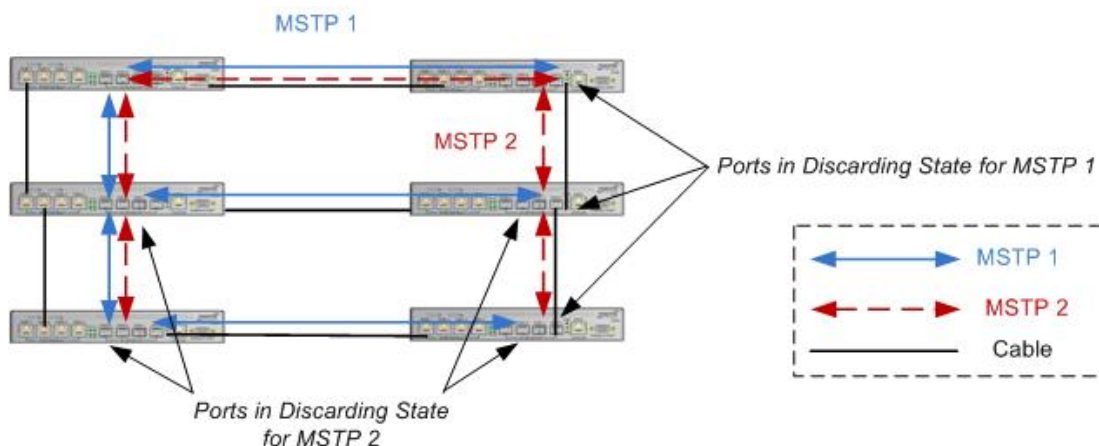 MSTP 1
MSTP 2
Ports in Discarding State for MSTP 1
MSTP 1
MSTP 2
Cable
Ports in Discarding State
for MSTP 2